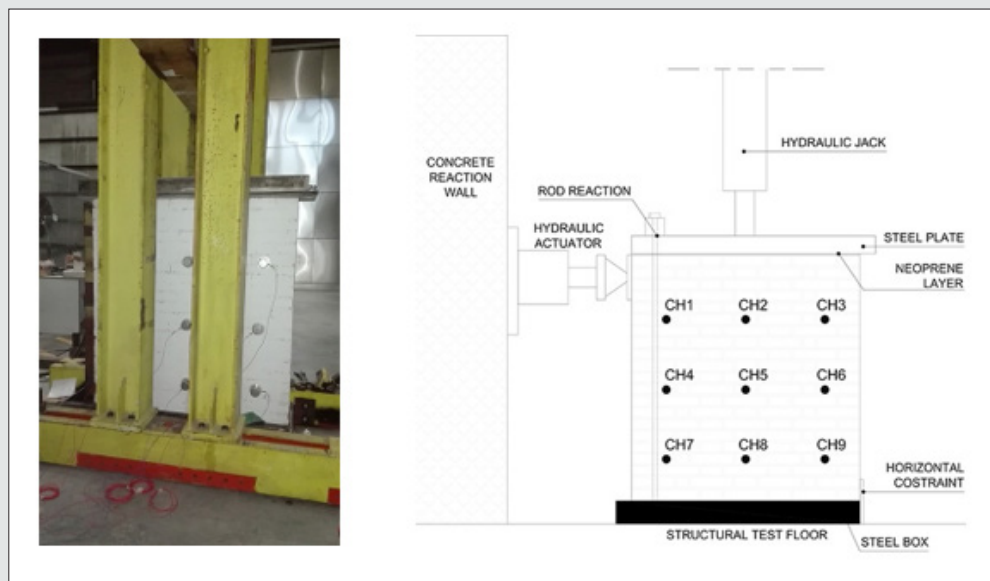 CONCRETE
REACTION
WALL
HYDRAULIC JACK
ROD REACTION
HYDRAULIC
ACTUATOR
STEEL PLATE
NEOPRENE
LAYER
CH1 CH2 CH3
CH4 CH5 CH6
CH7 CH8 CH9
HORIZONTAL
COSTRAINT
STRUCTURAL TEST FLOOR
STEEL BOX